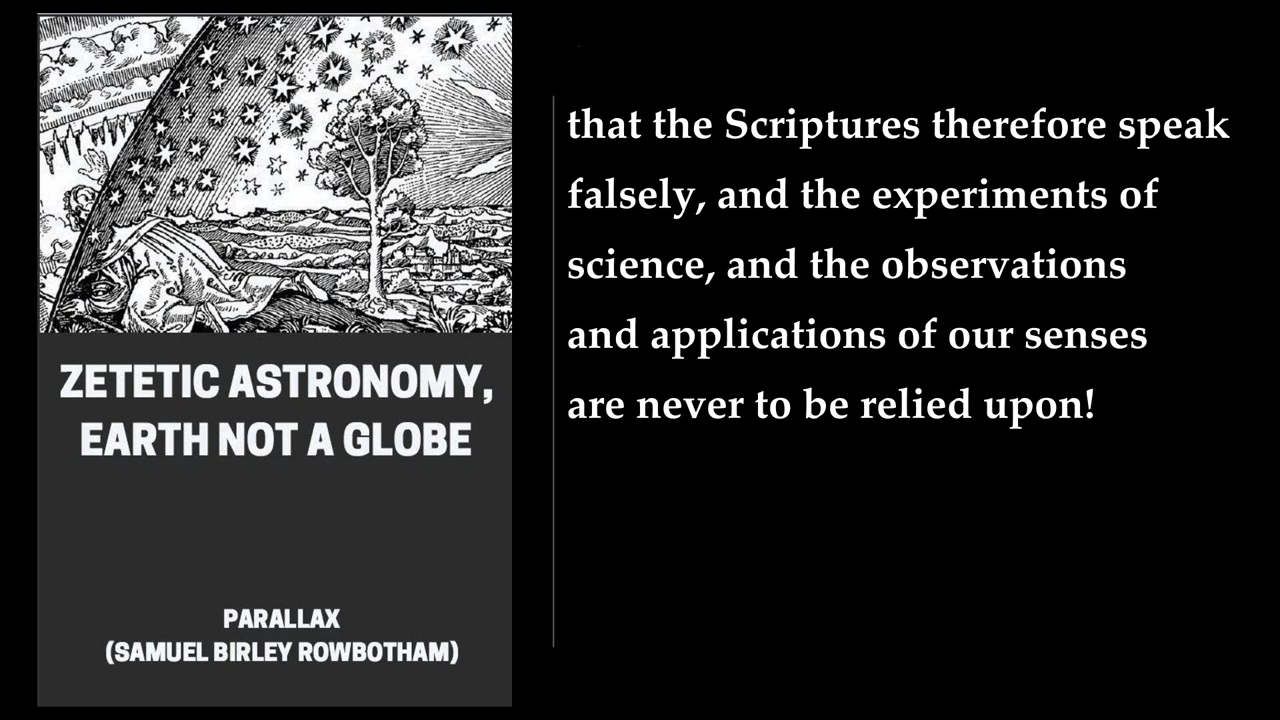 ZETETIC ASTRONOMY,
EARTH NOT A GLOBE
PARALLAX
(SAMUEL BIRLEY ROWBOTHAM)
that the Scriptures therefore speak
falsely, and the experiments of
science, and the observations
and applications of our senses
are never to be relied upon!